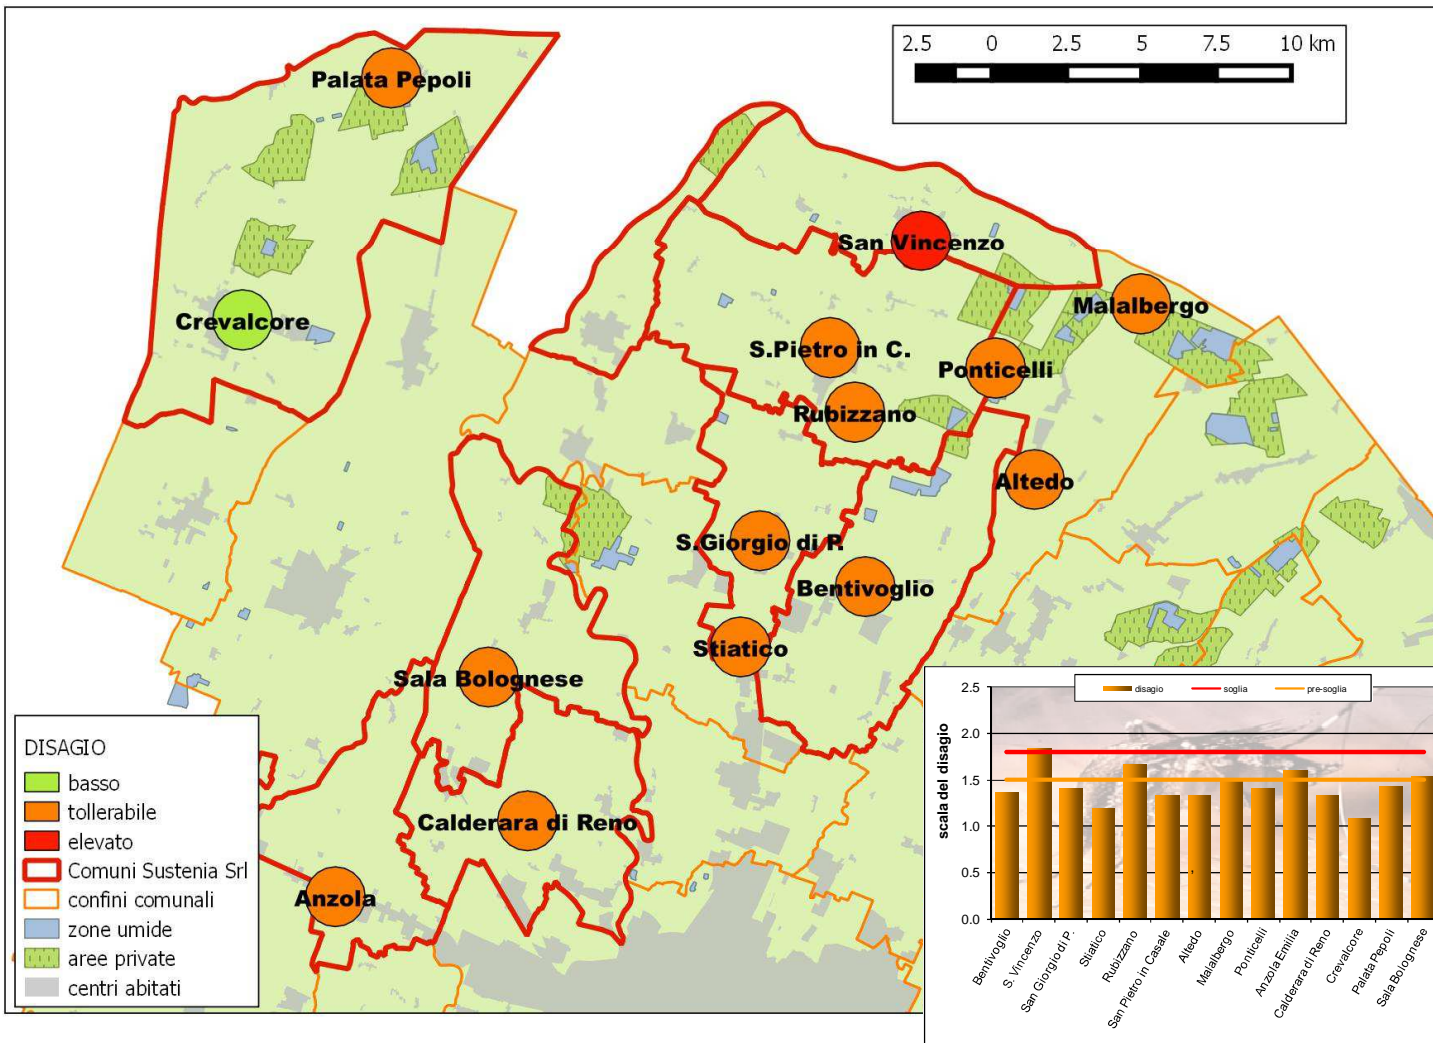 2.5 0 2.5 5 7.5 10 km
Palata Pepoli
San Vincenzo
Malalbergo
Crevalcore
S.Pietro in C.
Ponticelli
Rubizzano
Altedo
S.Giorgio di P.
Bentivoglio
Stiatico
Sala Bolognese
Calderara di Reno
Anzola
DISAGIO
basso
tollerabile
elevato
Comuni Sustenia Srl
confini comunali
zone umide
aree private
centri abitati
disagio soglia pre-soglia
scala del disagio
2.5
2.0
1.5
1.0
0.5
0.0
Bentivoglio
S. Vincenzo
San Giorgio di P.
Stiatico
Rubizzano
San Pietro in Casale
Altedo
Malalbergo
Ponticelli
Anzola Emilia
Calderara di Reno
Crevalcore
Palata Pepoli
Sala Bolognese